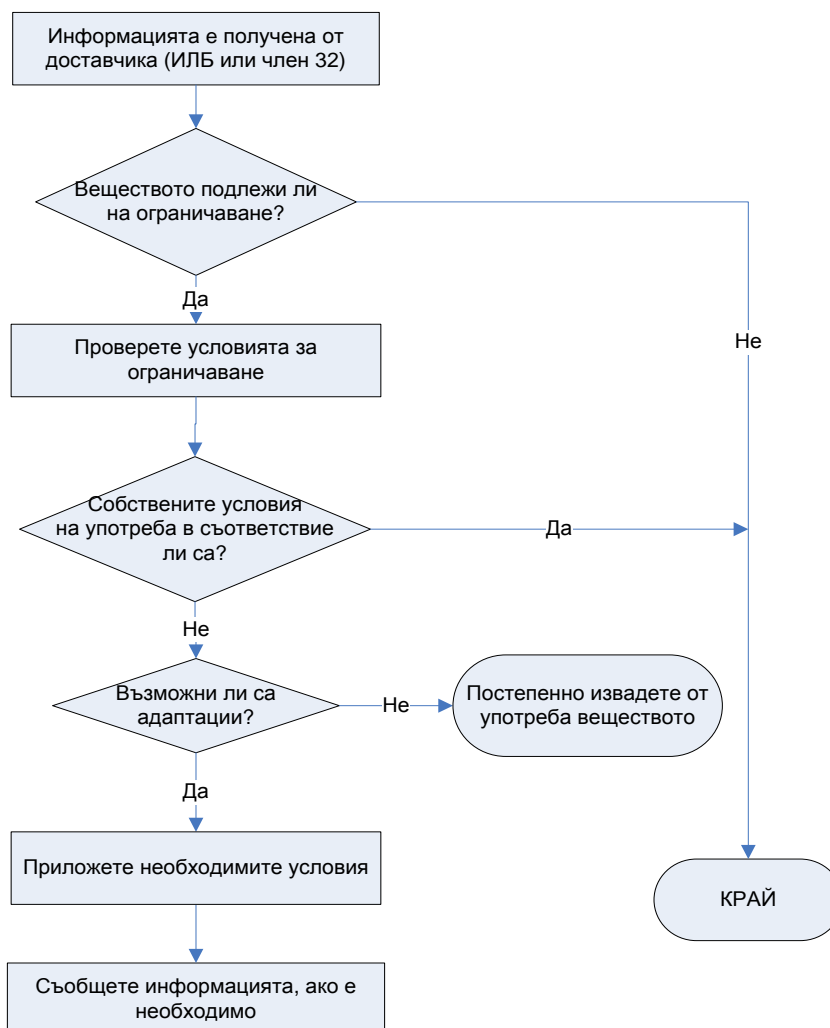 Информацията е получена от
доставчика (ИЛБ или член 32)
Веществото подлежи ли
на ограничаване?
Да
Не
Проверете условията за
ограничаване
Собствените условия
на употреба в съответствие
ли са?
Да
Не
Възможни ли са
адаптации?
Не
Постепенно извадете от
употреба веществото
Да
Приложете необходимите условия
КРАЙ
Съобщете информацията, ако е
необходимо